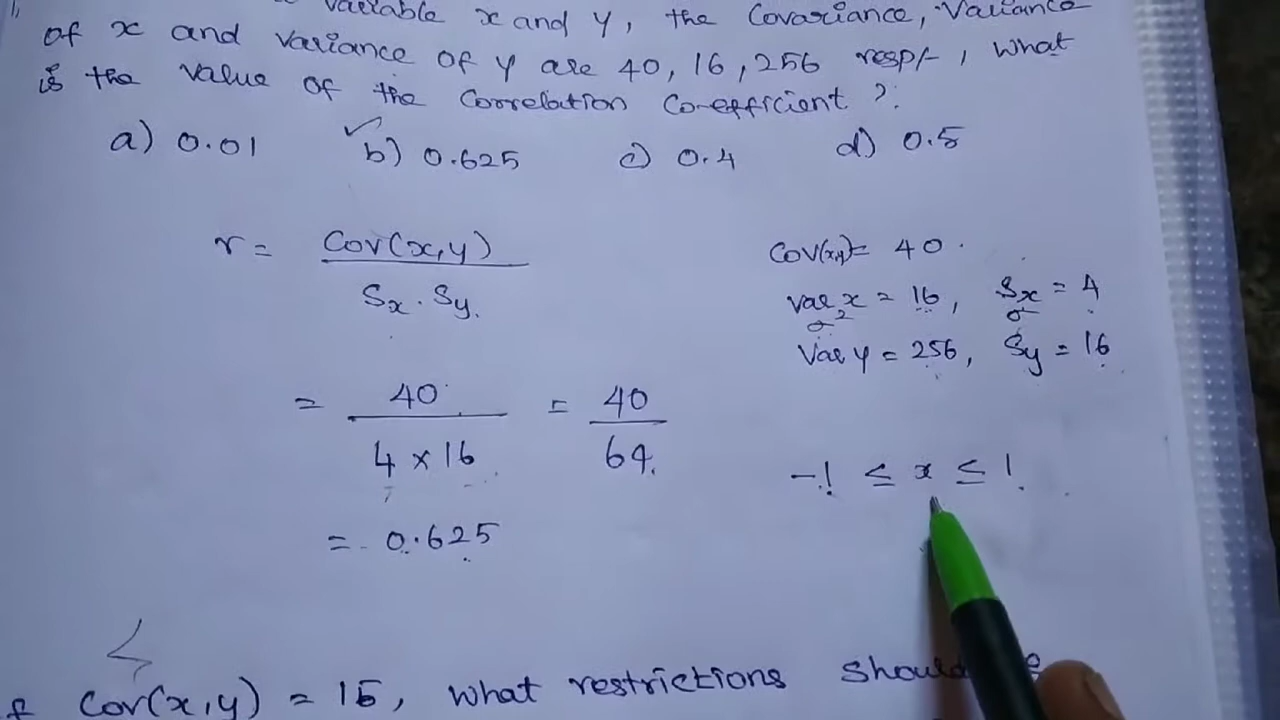 variable x and y, the Covariance, Variance
of x and variance of y are 40, 16, 256 resp/-, what
is the value of the Correlation Co-efficient ?.
a) 0.01 b) 0.625 c) 0.4 d) 0.5
r = Cov(x,y) / Sx . Sy.
Cov(x,y) = 40.
var x = 16, Sx = 4
σ² σ
Var y = 256, Sy = 16
= 40 / 4 × 16 = 40 / 64.
-1 ≤ x ≤ 1.
= 0.625
Cov(x,y) = 15, what restrictions